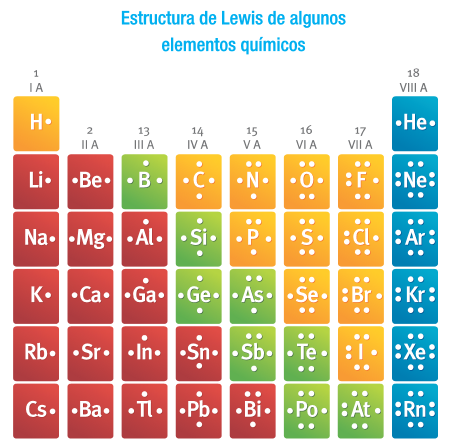 Estructura de Lewis de algunos
elementos químicos
1 18
I A VIII A
H He
2 13 14 15 16 17
II A III A IV A V A VI A VII A
Li Be B C N O F Ne
Na Mg Al Si P S Cl Ar
K Ca Ga Ge As Se Br Kr
Rb Sr In Sn Sb Te I Xe
Cs Ba Tl Pb Bi Po At Rn